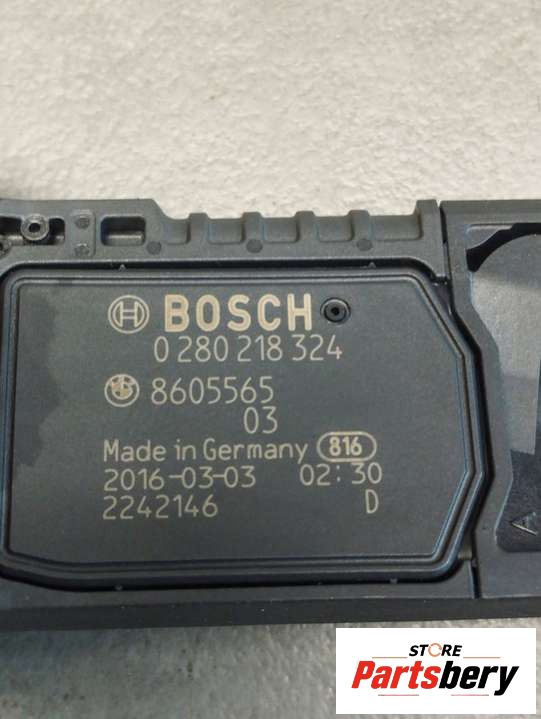 BOSCH
0 280 218 324
8605565
03
Made in Germany 816
2016-03-03 02:30
2242146 D
A
STORE
Partsbery